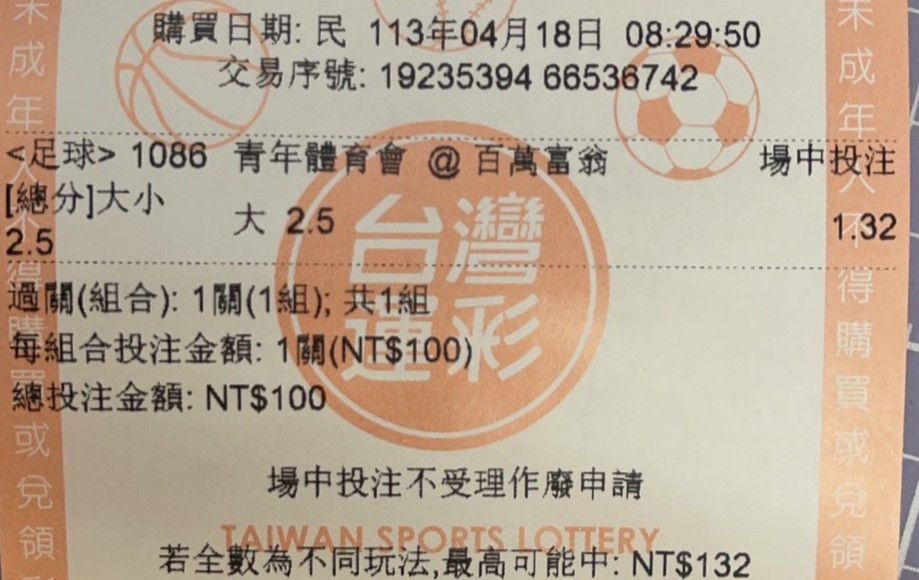 購買日期: 民 113年04月18日 08:29:50
交易序號: 19235394 66536742
<足球> 1086 青年體育會 @ 百萬富翁 場中投注
[總分]大小
大 2.5 1.32
2.5
過關(組合): 1關(1組); 共1組
每組合投注金額: 1關(NT$100)
總投注金額: NT$100
台灣
運彩
場中投注不受理作廢申請
TAIWAN SPORTS LOTTERY
若全數為不同玩法,最高可能中: NT$132
未成年人不得購買或兌領
未成年人不得購買或兌領